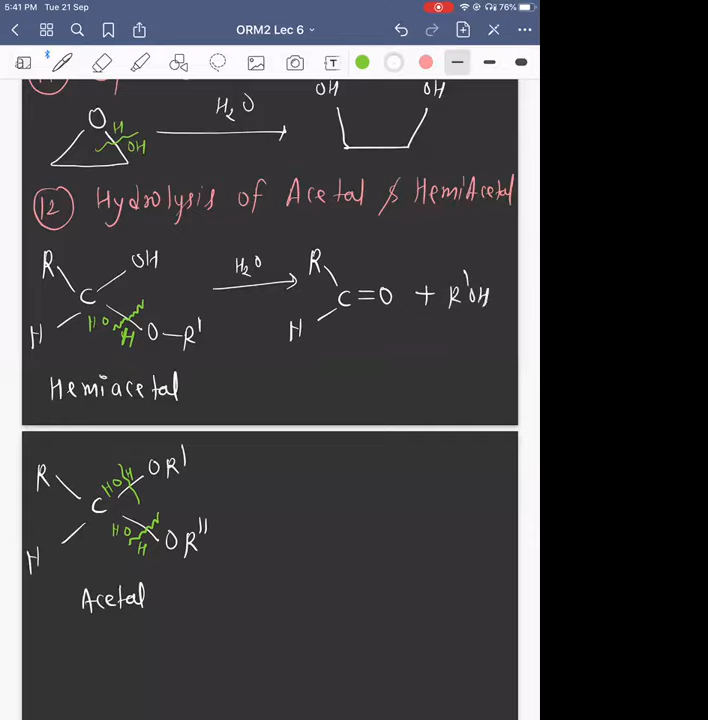 5:41 PM Tue 21 Sep 76%
ORM2 Lec 6
T
OH OH
O H OH H2O
12 Hydrolysis of Acetal & HemiAcetal
R OH H2O R
C C=O + R'OH
H HO H O-R' H
Hemiacetal
R HO H OR'
C
H HO H OR''
Acetal